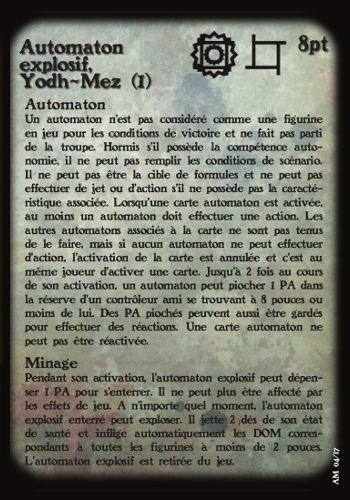 Automaton
explosif,
Yodh~Mez (1)
8pt
Automaton
Un automaton n'est pas considéré comme une figurine
en jeu pour les conditions de victoire et ne fait pas parti
de la troupe. Hormis s'il possède la compétence auto-
nomie, il ne peut pas remplir les conditions de scénario.
Il ne peut pas être la cible de formules et ne peut pas
effectuer de jet ou d'action s'il ne possède pas la caracté-
ristique associée. Lorsqu'une carte automaton est activée,
au moins un automaton doit effectuer une action. Les
autres automatons associés à la carte ne sont pas tenus
de le faire, mais si aucun automaton ne peut effectuer
d'action, l'activation de la carte est annulée et c'est au
même joueur d'activer une carte. Jusqu'à 2 fois au cours
de son activation, un automaton peut piocher 1 PA dans
la réserve d'un contrôleur ami se trouvant à 8 pouces ou
moins de lui. Des PA piochés peuvent aussi être gardés
pour effectuer des réactions. Une carte automaton ne
peut pas être réactivée.
Minage
Pendant son activation, l'automaton explosif peut dépen-
ser 1 PA pour s'enterrer. Il ne peut plus être affecté par
les effets de jeu. A n'importe quel moment, l'automaton
explosif enterré peut exploser. Il jette 2 dés de son état
de santé et inflige automatiquement les DOM corres-
pondants à toutes les figurines à moins de 2 pouces.
L'automaton explosif est retirée du jeu.
AM 04/17